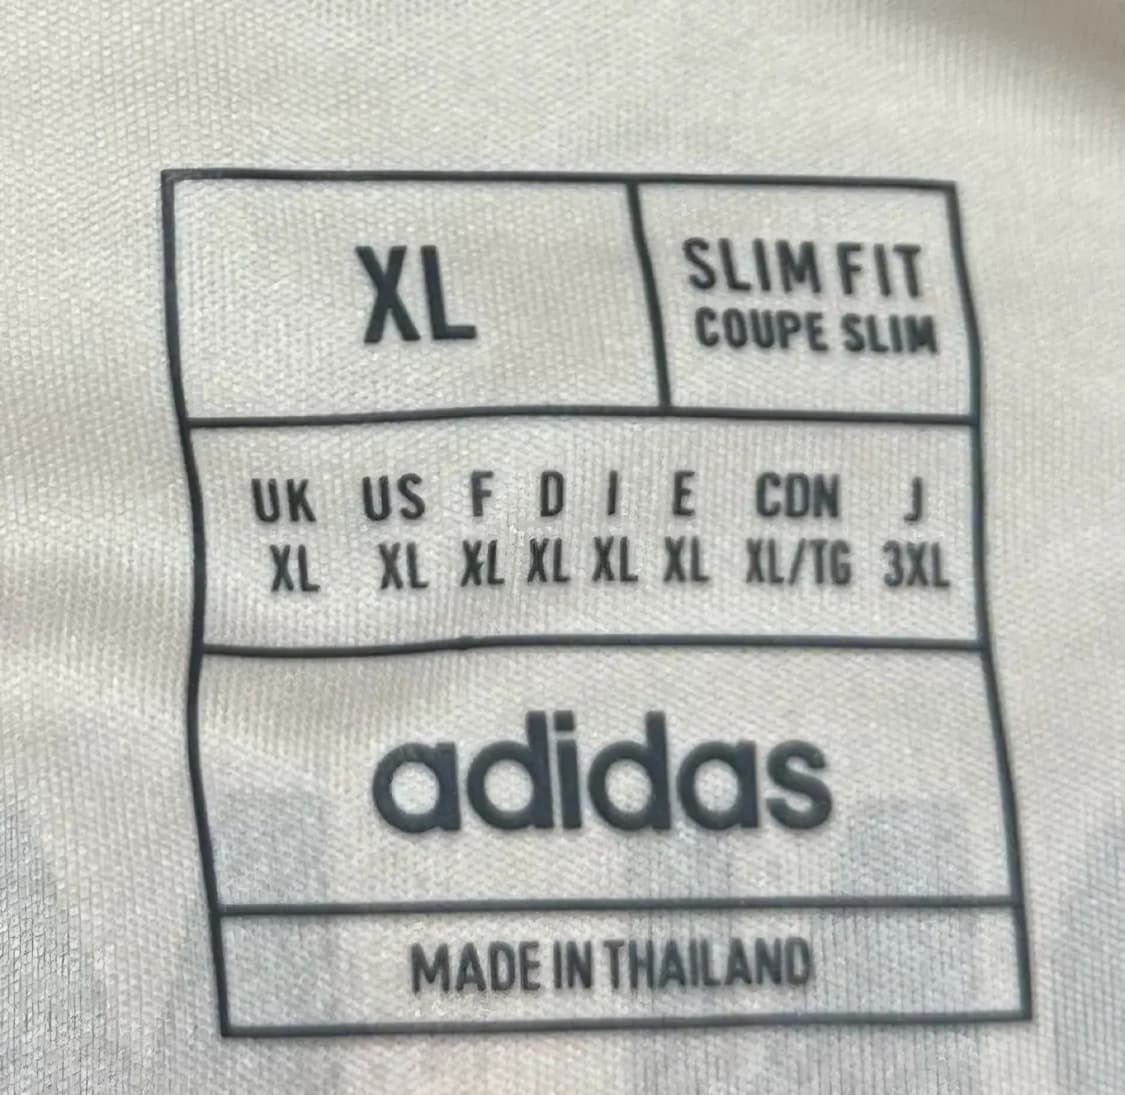 XL
SLIM FIT
COUPE SLIM
UK US F D I E CDN J
XL XL XL XL XL XL XL/TG 3XL
adidas
MADE IN THAILAND